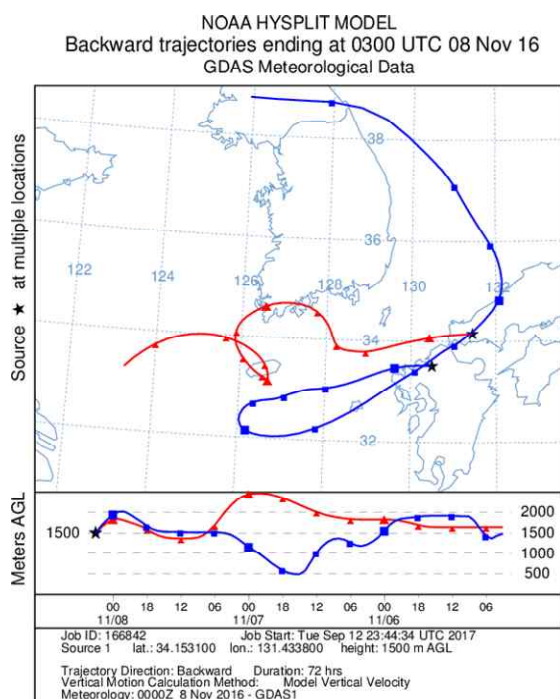 NOAA HYSPLIT MODEL
Backward trajectories ending at 0300 UTC 08 Nov 16
GDAS Meteorological Data
Source ★ at multiple locations
38
36
122
124
126
128
130
132
34
32
Meters AGL
1500
2000
1500
1000
500
00 18 12 06 00 18 12 06 00 18 12 06
11/08 11/07 11/06
Job ID: 166842 Job Start: Tue Sep 12 23:44:34 UTC 2017
Source 1 lat.: 34.153100 lon.: 131.433800 height: 1500 m AGL
Trajectory Direction: Backward Duration: 72 hrs
Vertical Motion Calculation Method: Model Vertical Velocity
Meteorology: 0000Z 8 Nov 2016 - GDAS1